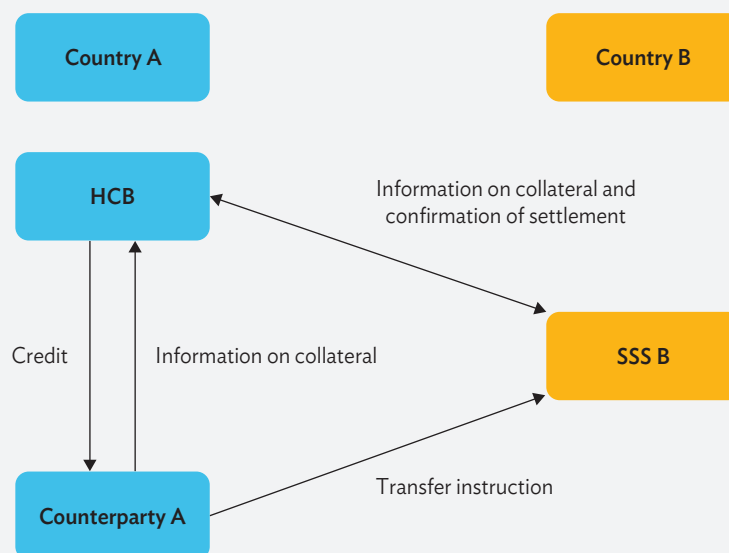 Country A
Country B
HCB
Information on collateral and
confirmation of settlement
Credit
Information on collateral
SSS B
Transfer instruction
Counterparty A